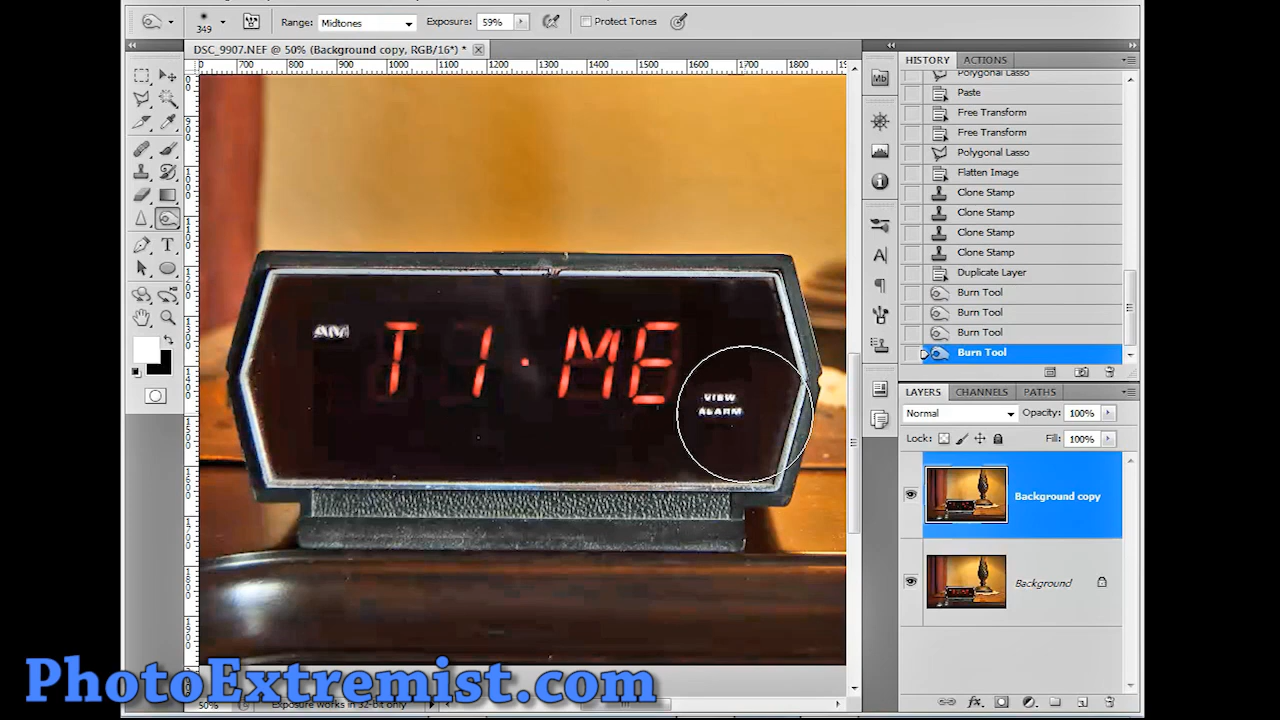 349
Range: Midtones
Exposure: 59%
Protect Tones
DSC_9907.NEF @ 50% (Background copy, RGB/16*) *
700 800 900 1000 1100 1200 1300 1400 1500 1600 1700 1800
AM
T1·ME
VIEW
ALARM
HISTORY ACTIONS
Polygonal Lasso
Paste
Free Transform
Free Transform
Polygonal Lasso
Flatten Image
Clone Stamp
Clone Stamp
Clone Stamp
Clone Stamp
Duplicate Layer
Burn Tool
Burn Tool
Burn Tool
Burn Tool
LAYERS CHANNELS PATHS
Normal Opacity: 100%
Lock: Fill: 100%
Background copy
Background
PhotoExtremist.com
50% Exposure works in 32-bit only